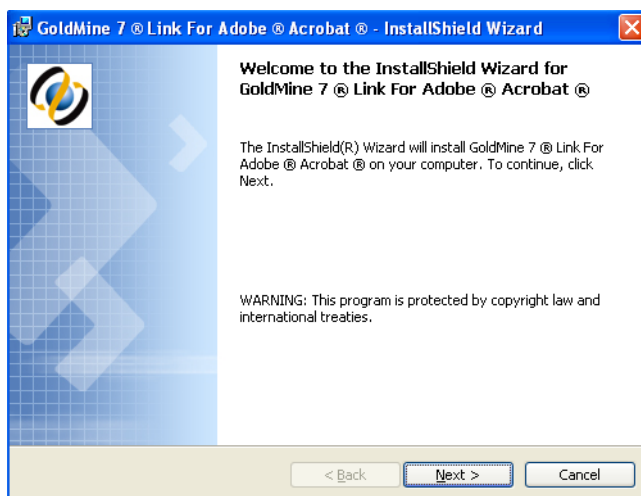 GoldMine 7 ® Link For Adobe ® Acrobat ® - InstallShield Wizard
Welcome to the InstallShield Wizard for
GoldMine 7 ® Link For Adobe ® Acrobat ®
The InstallShield(R) Wizard will install GoldMine 7 ® Link For
Adobe ® Acrobat ® on your computer. To continue, click
Next.
WARNING: This program is protected by copyright law and
international treaties.
< Back
Next >
Cancel